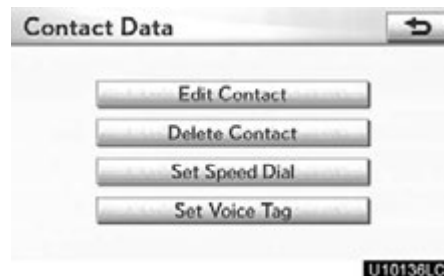 Contact Data
Edit Contact
Delete Contact
Set Speed Dial
Set Voice Tag
U10136LC